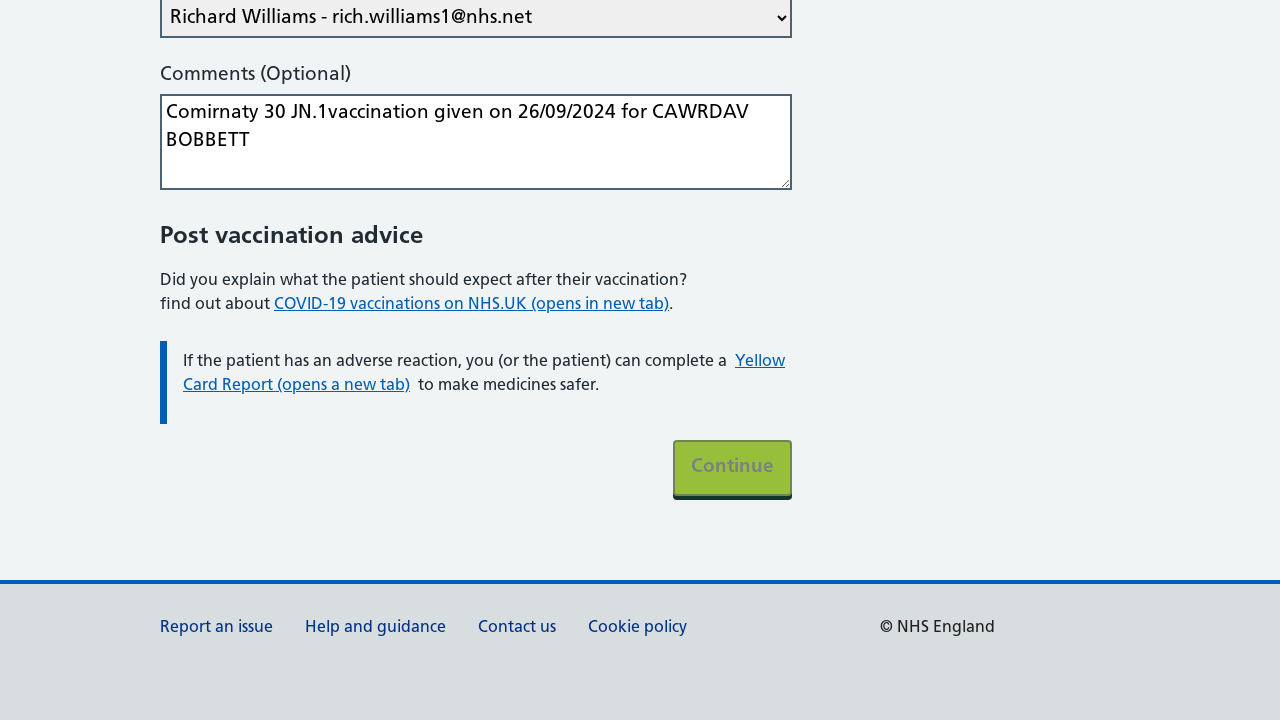 Richard Williams - rich.williams1@nhs.net
Comments (Optional)
Comirnaty 30 JN.1vaccination given on 26/09/2024 for CAWRDAV
BOBBETT
Post vaccination advice
Did you explain what the patient should expect after their vaccination?
find out about COVID-19 vaccinations on NHS.UK (opens in new tab).
If the patient has an adverse reaction, you (or the patient) can complete a Yellow
Card Report (opens a new tab) to make medicines safer.
Continue
Report an issue Help and guidance Contact us Cookie policy © NHS England